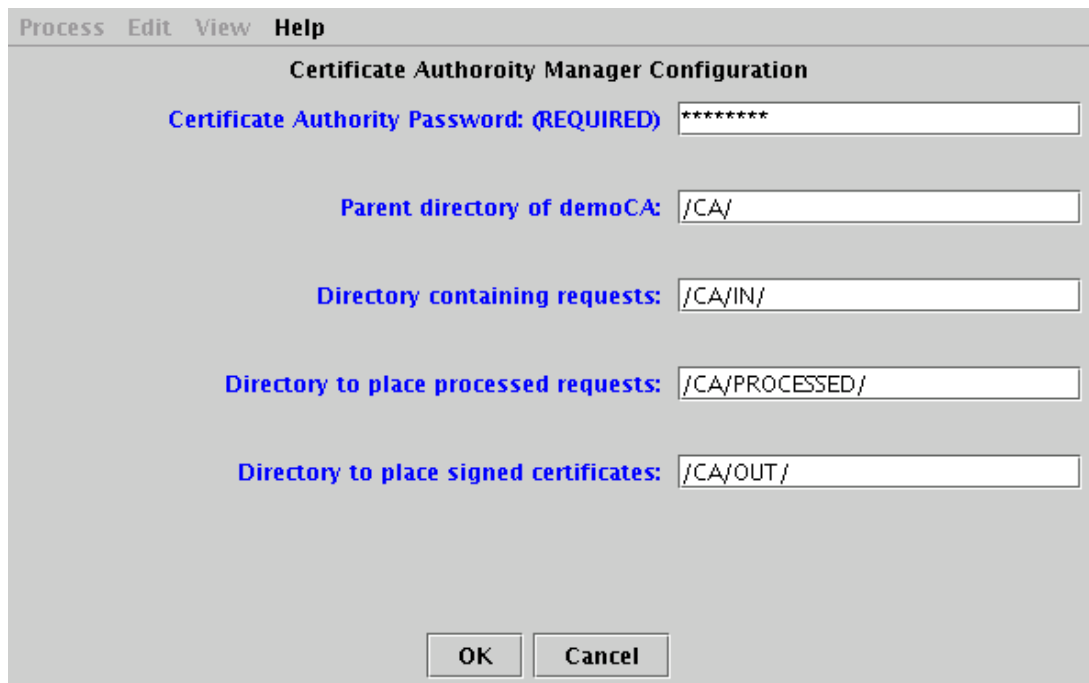 Process Edit View Help
Certificate Authoroity Manager Configuration
Certificate Authority Password: (REQUIRED) ********
Parent directory of demoCA: /CA/
Directory containing requests: /CA/IN/
Directory to place processed requests: /CA/PROCESSED/
Directory to place signed certificates: /CA/OUT/
OK Cancel